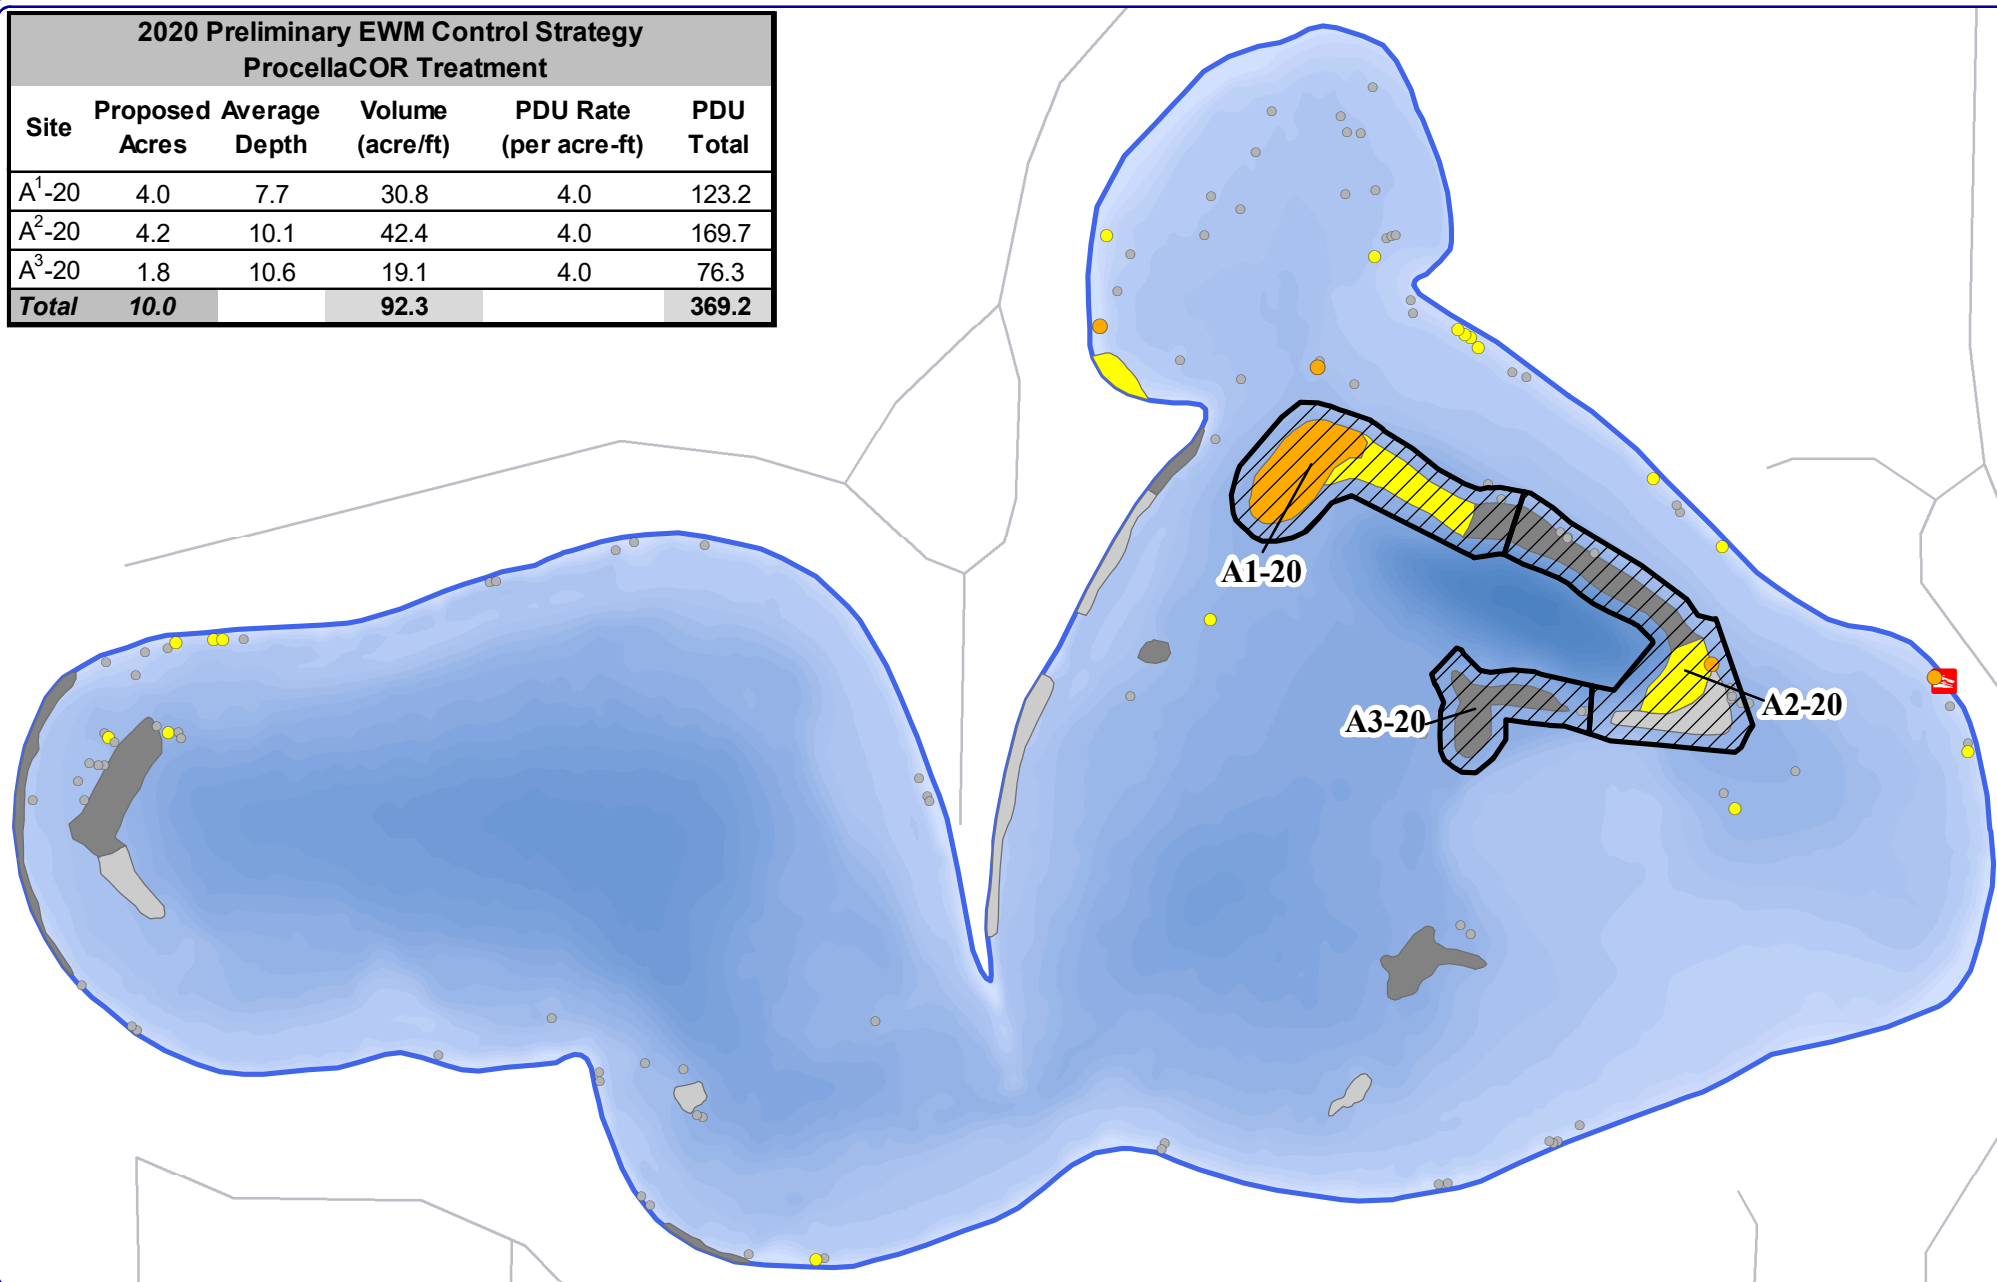 2020 Preliminary EWM Control Strategy
ProcellaCOR Treatment
Site Proposed Acres Average Depth Volume (acre/ft) PDU Rate (per acre-ft) PDU Total
A1-20 4.0 7.7 30.8 4.0 123.2
A2-20 4.2 10.1 42.4 4.0 169.7
A3-20 1.8 10.6 19.1 4.0 76.3
Total 10.0 92.3 369.2
A1-20
A2-20
A3-20